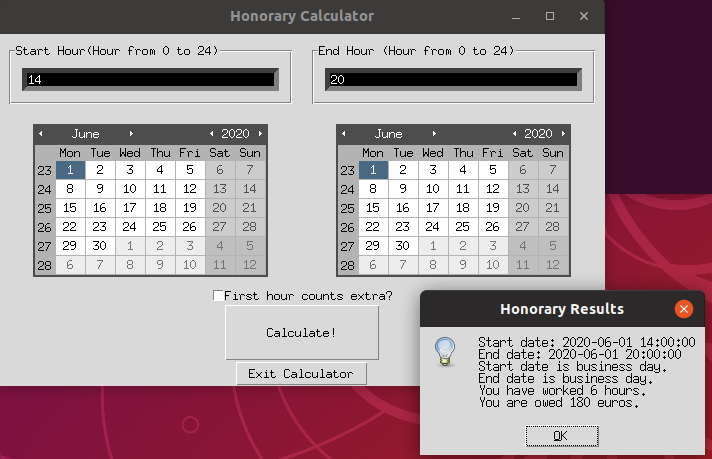 Honorary Calculator
Start Hour(Hour from 0 to 24)
14
End Hour (Hour from 0 to 24)
20
June 2020
Mon Tue Wed Thu Fri Sat Sun
23 1 2 3 4 5 6 7
24 8 9 10 11 12 13 14
25 15 16 17 18 19 20 21
26 22 23 24 25 26 27 28
27 29 30 1 2 3 4 5
28 6 7 8 9 10 11 12
June 2020
Mon Tue Wed Thu Fri Sat Sun
23 1 2 3 4 5 6 7
24 8 9 10 11 12 13 14
25 15 16 17 18 19 20 21
26 22 23 24 25 26 27 28
27 29 30 1 2 3 4 5
28 6 7 8 9 10 11 12
First hour counts extra?
Calculate!
Exit Calculator
Honorary Results
Start date: 2020-06-01 14:00:00
End date: 2020-06-01 20:00:00
Start date is business day.
End date is business day.
You have worked 6 hours.
You are owed 180 euros.
OK